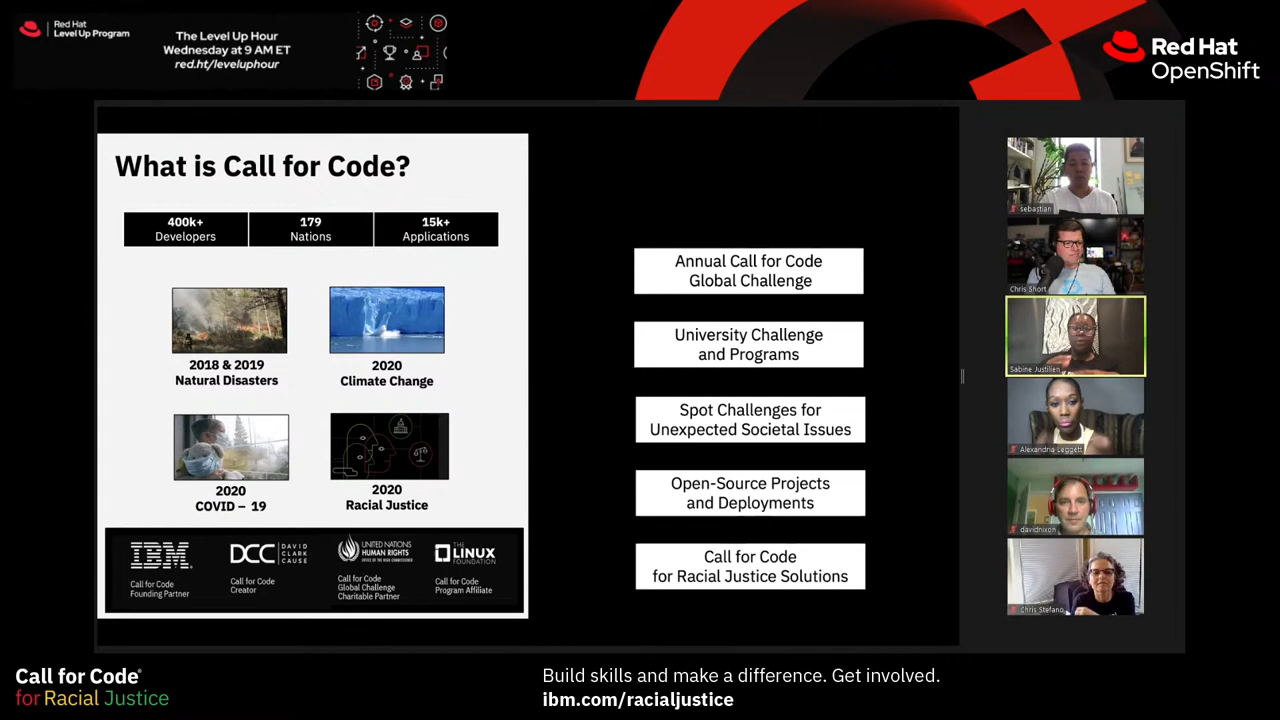 Red Hat
Level Up Program
The Level Up Hour
Wednesday at 9 AM ET
red.ht/leveluphour
Red Hat
OpenShift
What is Call for Code?
400k+
Developers
179
Nations
15k+
Applications
2018 & 2019
Natural Disasters
2020
Climate Change
2020
COVID – 19
2020
Racial Justice
IBM
Call for Code
Founding Partner
DCC DAVID
CLARK
CAUSE
Call for Code
Creator
UNITED NATIONS
HUMAN RIGHTS
OFFICE OF THE HIGH COMMISSIONER
Call for Code
Global Challenge
Charitable Partner
THE
LINUX
FOUNDATION
Call for Code
Program Affiliate
Annual Call for Code
Global Challenge
University Challenge
and Programs
Spot Challenges for
Unexpected Societal Issues
Open-Source Projects
and Deployments
Call for Code
for Racial Justice Solutions
sebastian
Chris Short
Sabine Justilien
Alexandria Leggett
davidnixon
Chris Stefano
Call for Code®
for Racial Justice
Build skills and make a difference. Get involved.
ibm.com/racialjustice